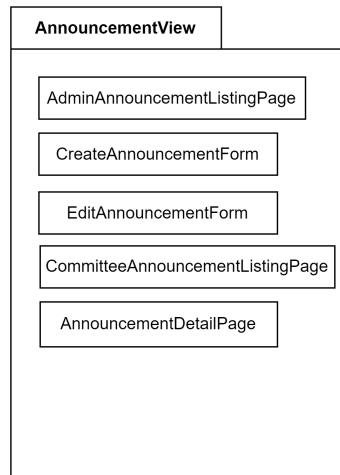 AnnouncementView
AdminAnnouncementListingPage
CreateAnnouncementForm
EditAnnouncementForm
CommitteeAnnouncementListingPage
AnnouncementDetailPage